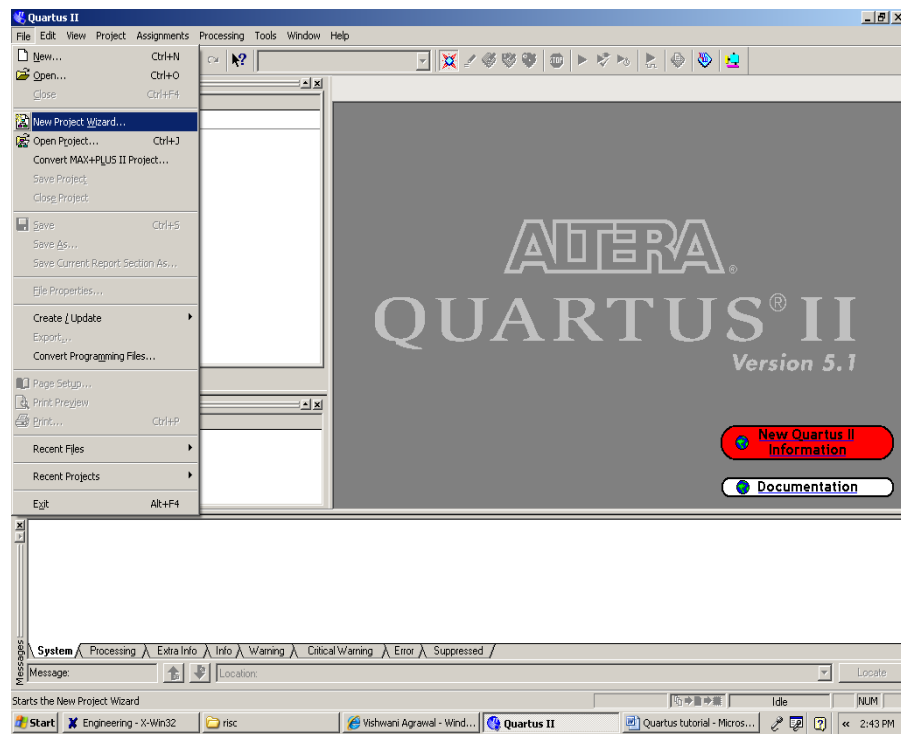 Quartus II
File Edit View Project Assignments Processing Tools Window Help
New... Ctrl+N
Open... Ctrl+O
Close Ctrl+F4
New Project Wizard...
Open Project... Ctrl+J
Convert MAX+PLUS II Project...
Save Project
Close Project
Save Ctrl+S
Save As...
Save Current Report Section As...
File Properties...
Create / Update
Export...
Convert Programming Files...
Page Setup...
Print Preview
Print... Ctrl+P
Recent Files
Recent Projects
Exit Alt+F4
STOP
ALTERA®
QUARTUS® II
Version 5.1
New Quartus II
Information
Documentation
Messages
System Processing Extra Info Info Warning Critical Warning Error Suppressed
Message: Location: Locate
Starts the New Project Wizard Idle NUM
Start Engineering - X-Win32 risc Vishwani Agrawal - Wind... Quartus II Quartus tutorial - Micros... « 2:43 PM